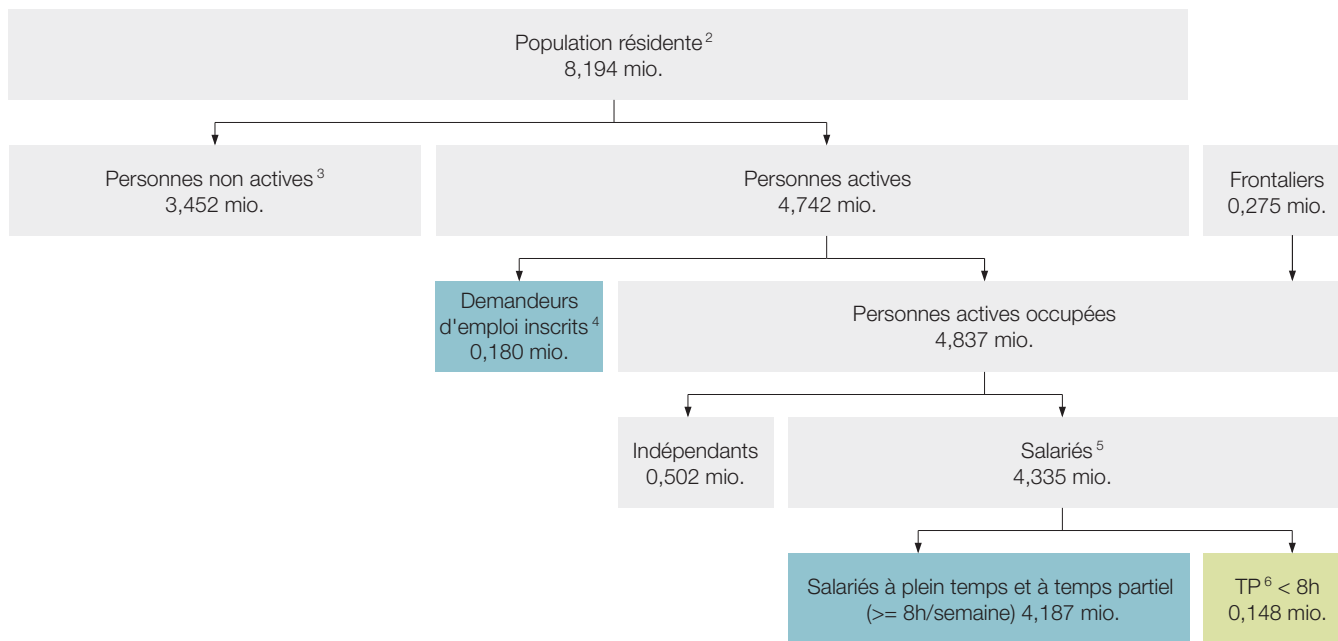 Population résidente 2
8,194 mio.
Personnes non actives 3
3,452 mio.
Personnes actives
4,742 mio.
Frontaliers
0,275 mio.
Demandeurs
d'emploi inscrits 4
0,180 mio.
Personnes actives occupées
4,837 mio.
Indépendants
0,502 mio.
Salariés 5
4,335 mio.
Salariés à plein temps et à temps partiel
(>= 8h/semaine) 4,187 mio.
TP 6 < 8h
0,148 mio.